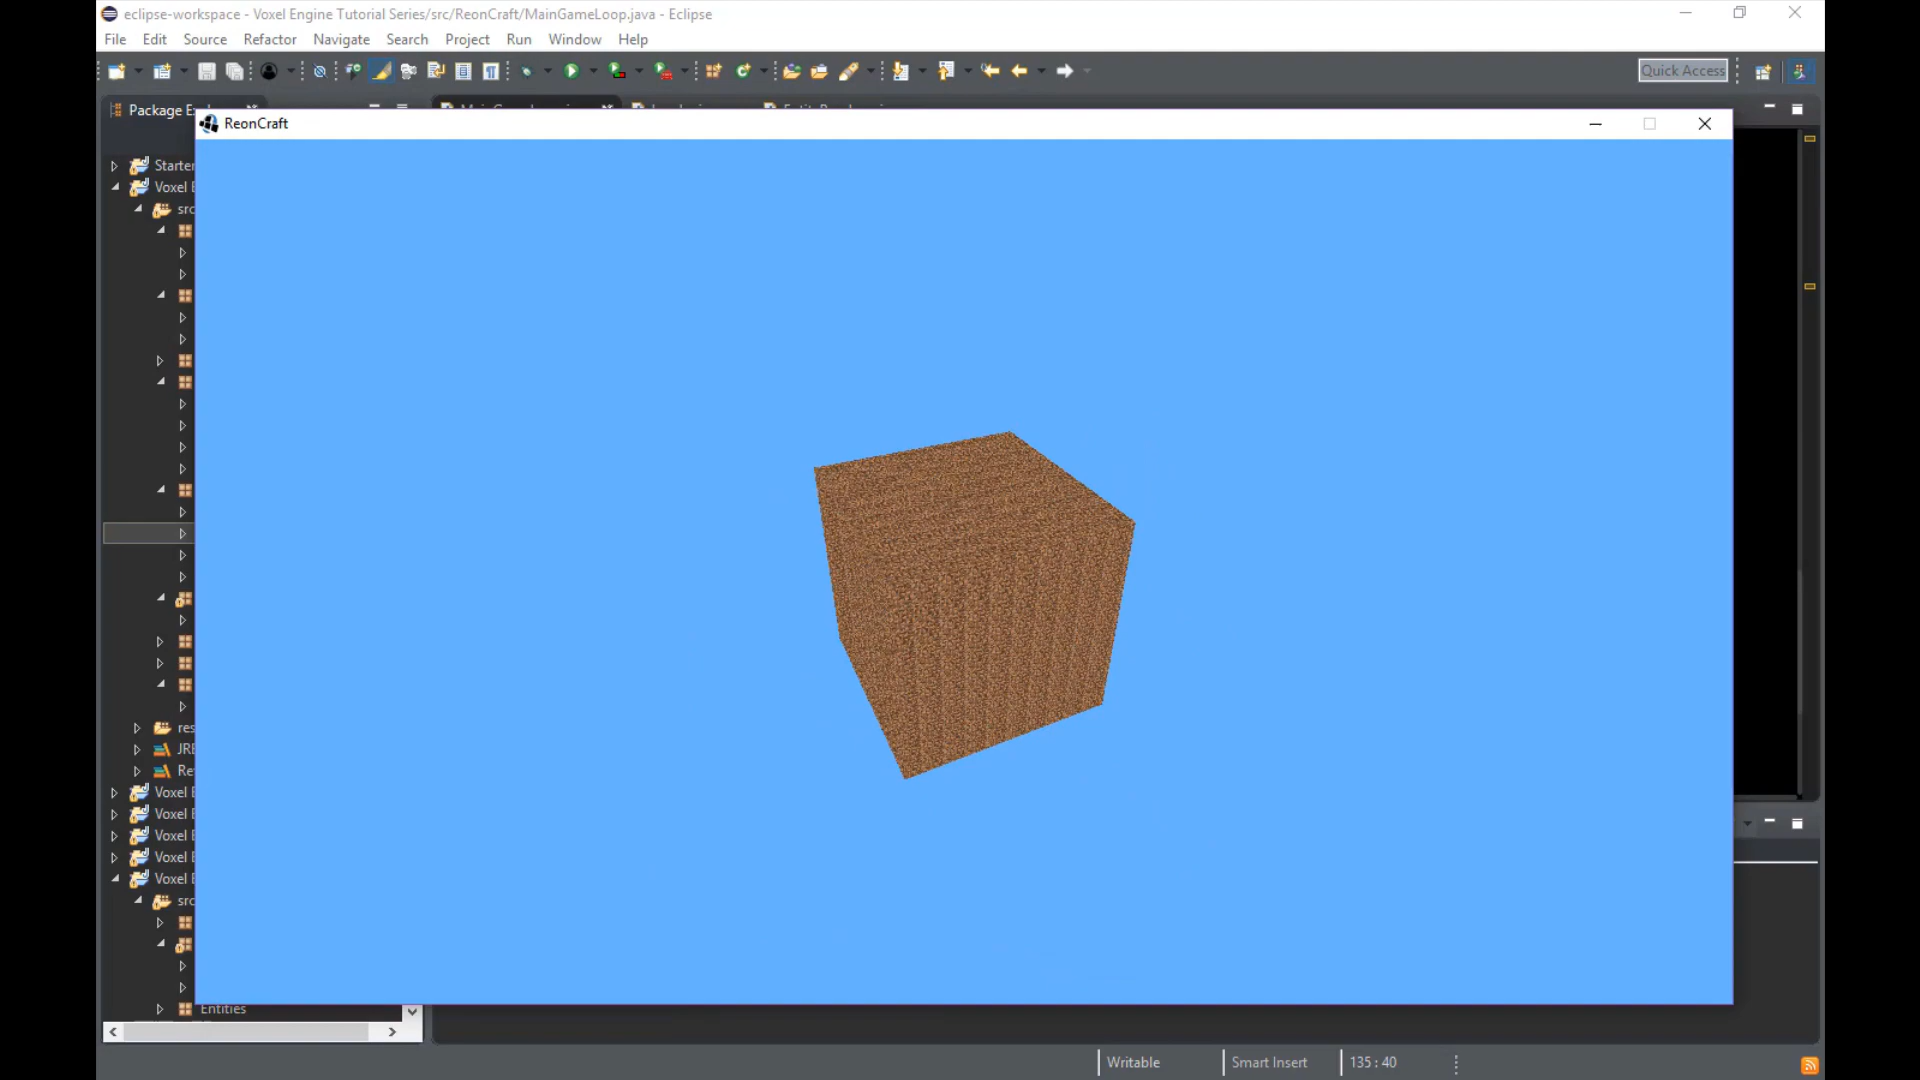 eclipse-workspace - Voxel Engine Tutorial Series/src/ReonCraft/MainGameLoop.java - Eclipse
File Edit Source Refactor Navigate Search Project Run Window Help
Quick Access
Package E
ReonCraft
Starter
Voxel E
src
res
JRE
Re
Voxel E
Voxel E
Voxel E
Voxel E
Voxel E
src
Entities
Writable Smart Insert 135 : 40